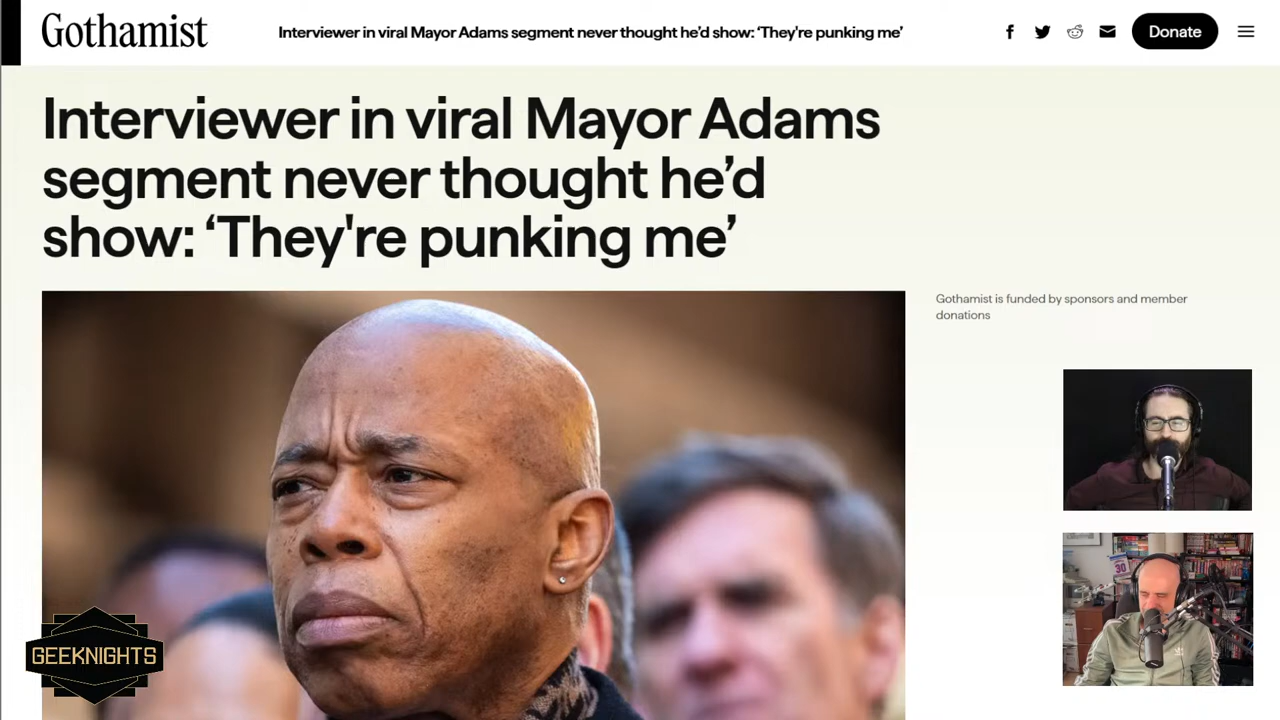 Gothamist
Interviewer in viral Mayor Adams segment never thought he'd show: ‘They're punking me’
Donate
Interviewer in viral Mayor Adams
segment never thought he’d
show: ‘They're punking me’
Gothamist is funded by sponsors and member
donations
30
GEEKNIGHTS